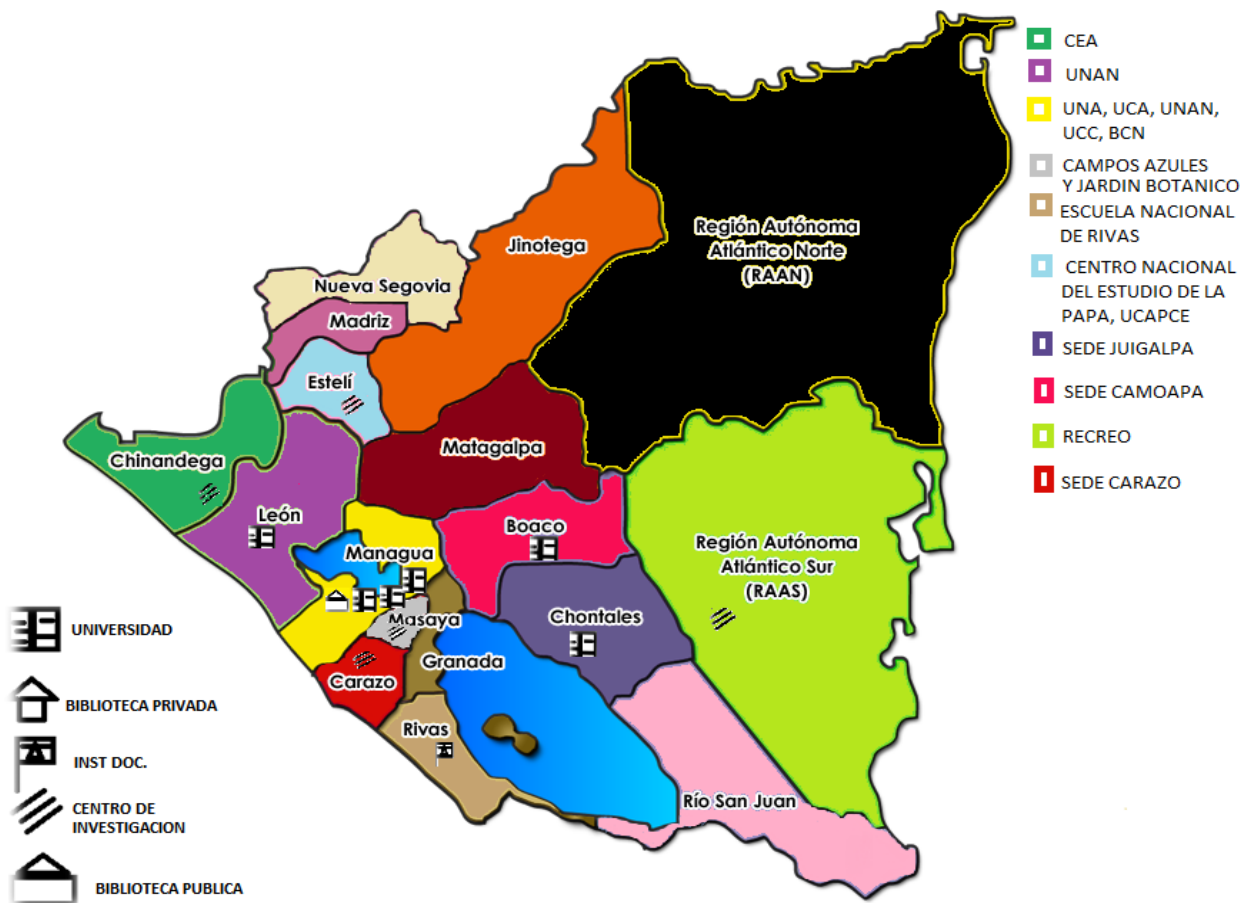 Jinotega
Región Autónoma
Atlántico Norte
(RAAN)
Nueva Segovia
Madriz
Estelí
Chinandega
Matagalpa
León
Managua
Boaco
Región Autónoma
Atlántico Sur
(RAAS)
Masaya
Chontales
Granada
Carazo
Rivas
Río San Juan
CEA
UNAN
UNA, UCA, UNAN,
UCC, BCN
CAMPOS AZULES
Y JARDIN BOTANICO
ESCUELA NACIONAL
DE RIVAS
CENTRO NACIONAL
DEL ESTUDIO DE LA
PAPA, UCAPCE
SEDE JUIGALPA
SEDE CAMOAPA
RECREO
SEDE CARAZO
UNIVERSIDAD
BIBLIOTECA PRIVADA
INST DOC.
CENTRO DE
INVESTIGACION
BIBLIOTECA PUBLICA